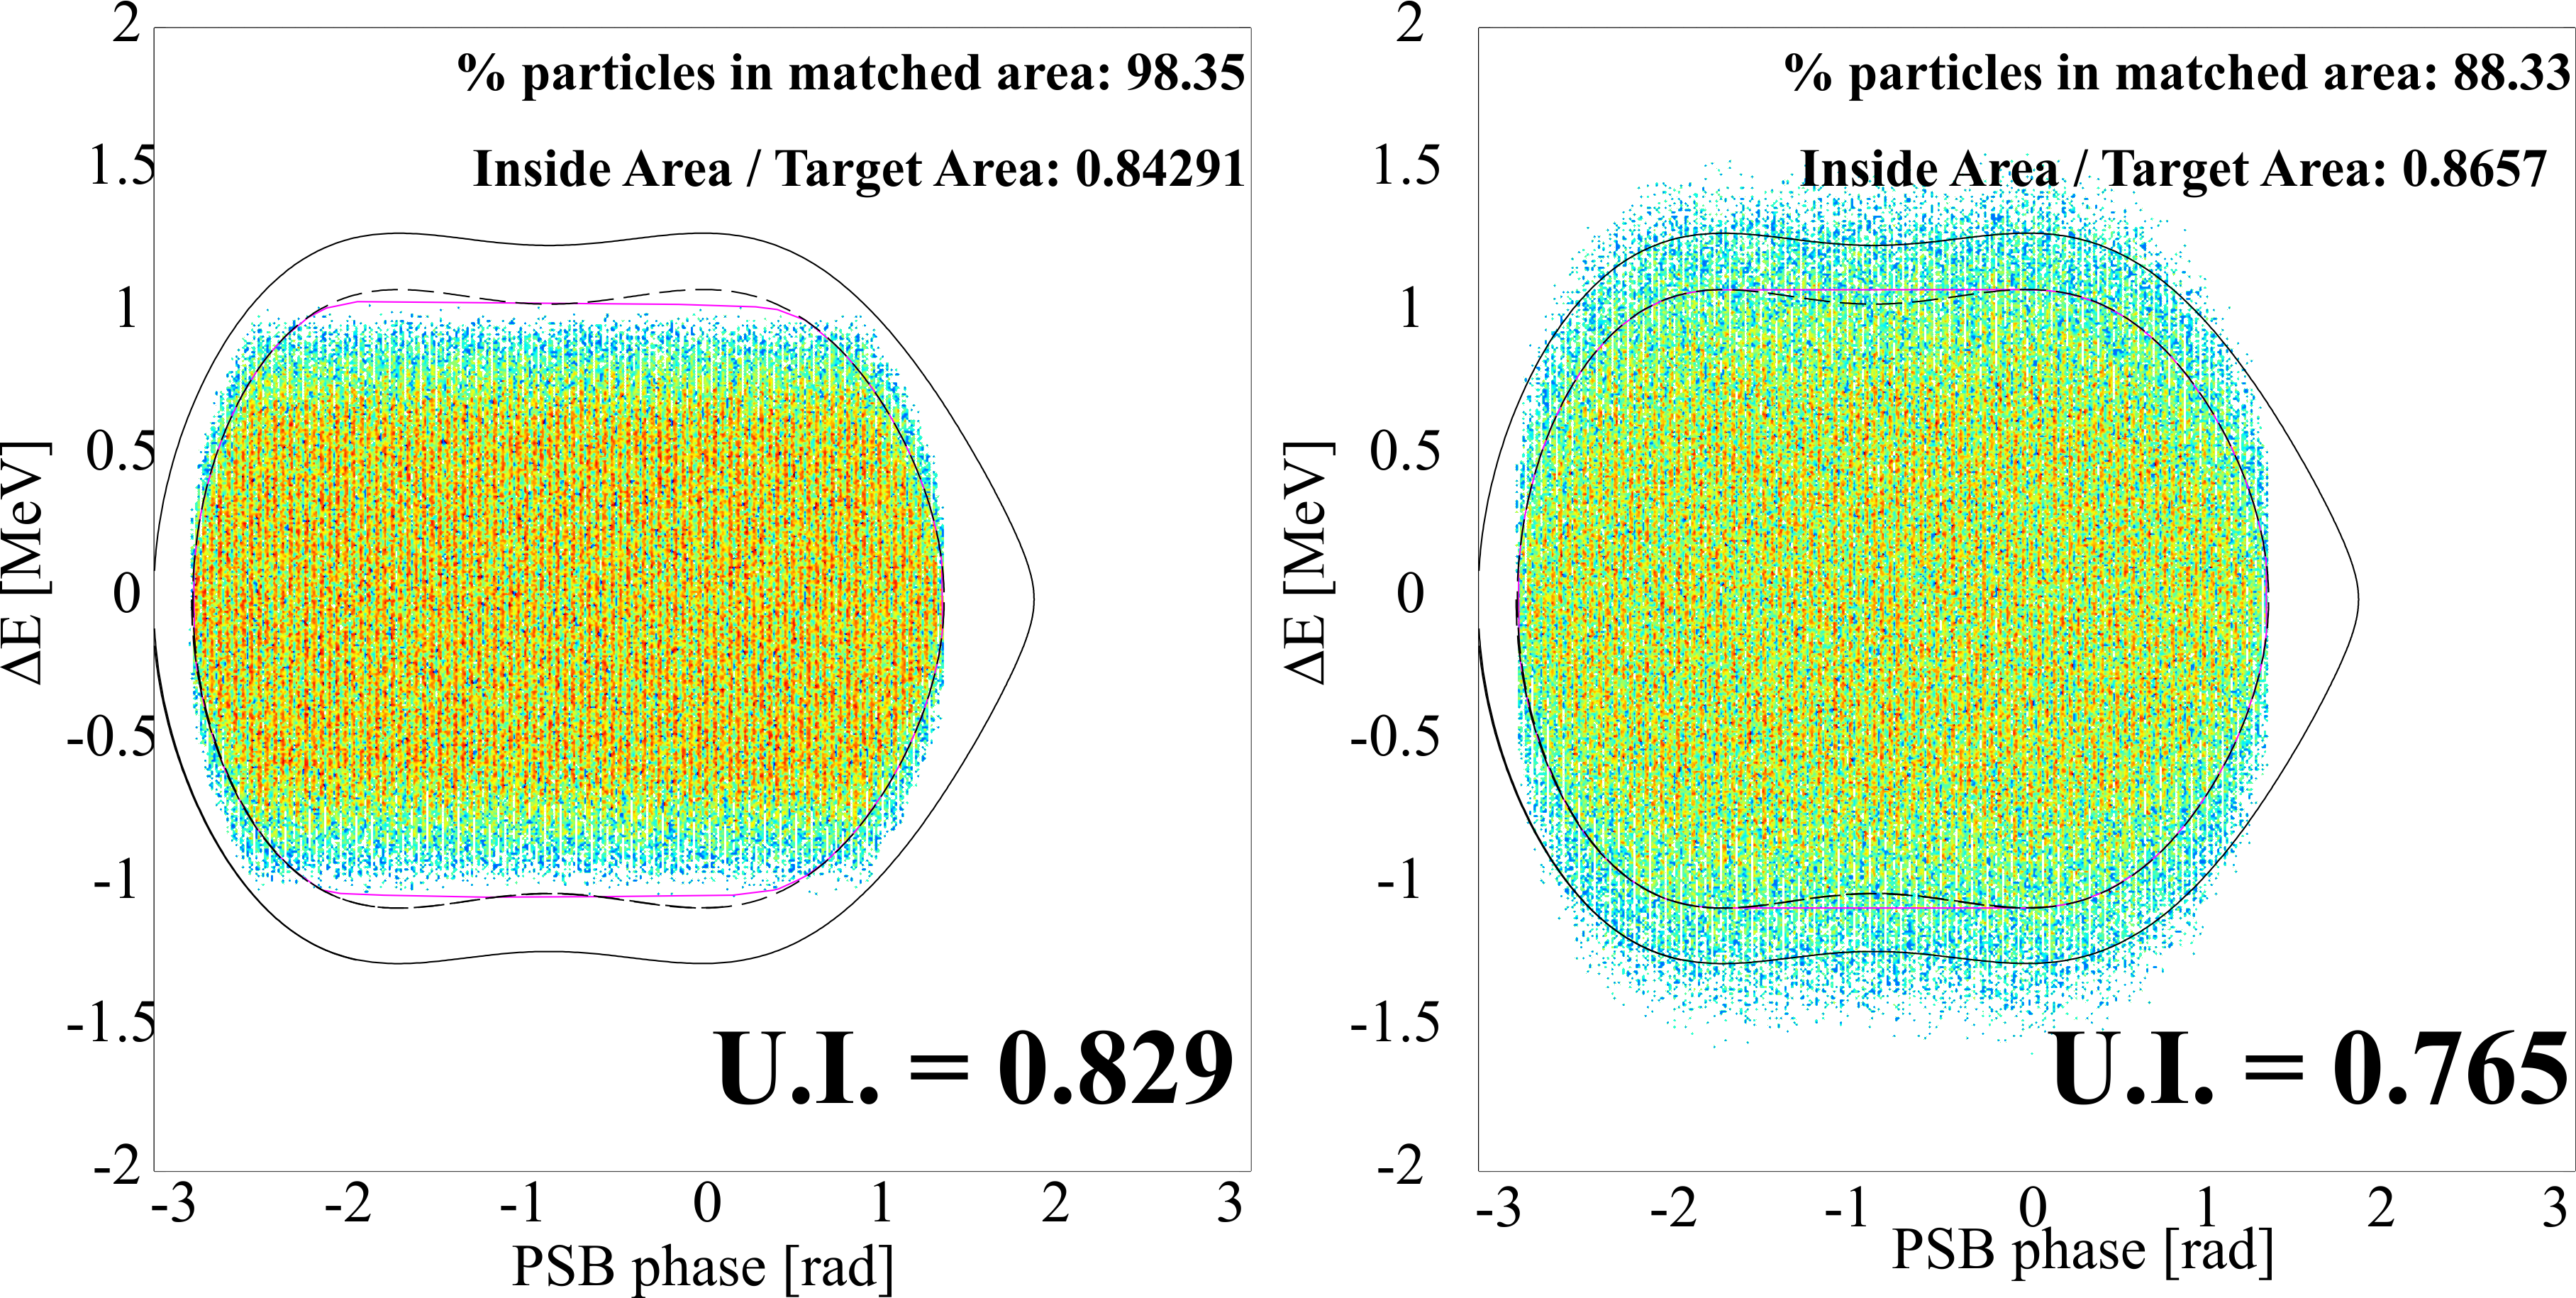 2
% particles in matched area: 98.35
1.5
Inside Area / Target Area: 0.84291
1
0.5
0
-0.5
-1
-1.5
-2
ΔE [MeV]
U.I. = 0.829
-3 -2 -1 0 1 2 3
PSB phase [rad]
2
% particles in matched area: 88.33
1.5
Inside Area / Target Area: 0.8657
1
0.5
0
-0.5
-1
-1.5
-2
ΔE [MeV]
U.I. = 0.765
-3 -2 -1 0 1 2 3
PSB phase [rad]